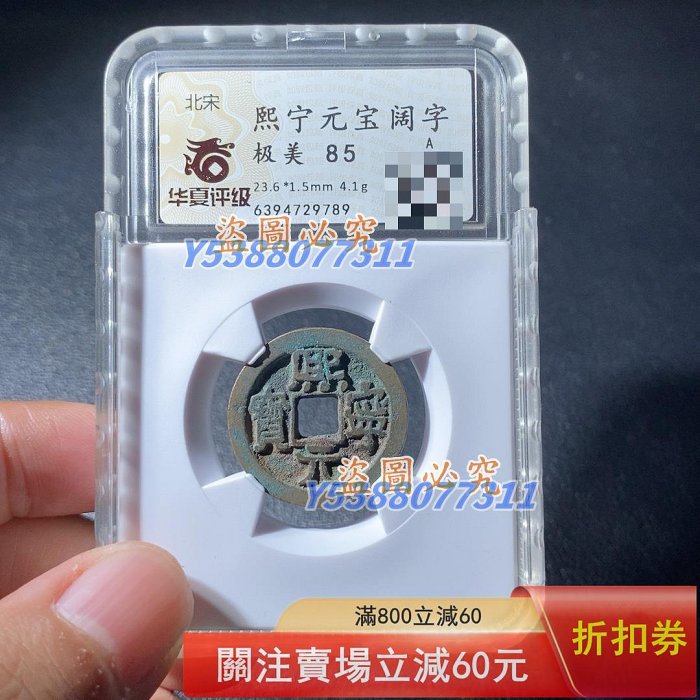 北宋
华夏评级
熙宁元宝阔字
极美 85
A
23.6*1.5mm 4.1g
6394729789
盜圖必究
Y5388077311
熙寧元寶
盜圖必究
Y5388077311
滿800立減60
關注賣場立減60元
折扣券